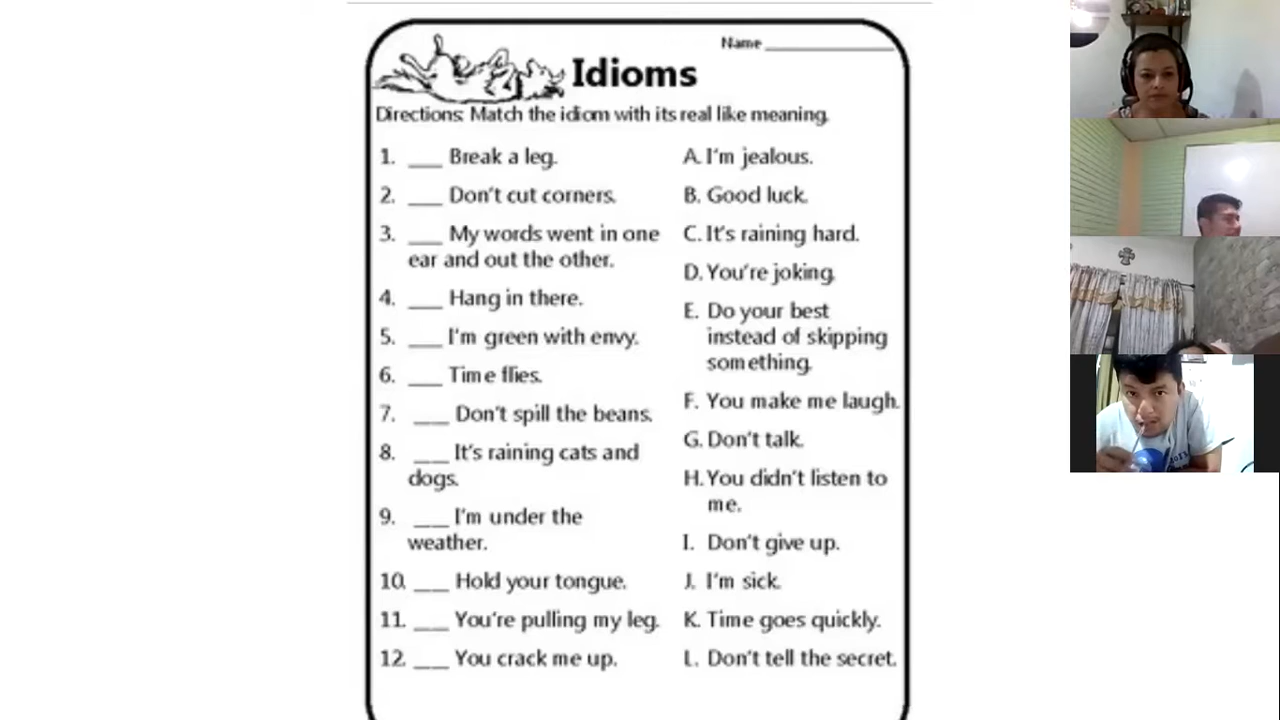 Name
Idioms
Directions: Match the idiom with its real like meaning.
1. ___ Break a leg.
2. ___ Don't cut corners.
3. ___ My words went in one
ear and out the other.
4. ___ Hang in there.
5. ___ I'm green with envy.
6. ___ Time flies.
7. ___ Don't spill the beans.
8. ___ It's raining cats and
dogs.
9. ___ I'm under the
weather.
10. ___ Hold your tongue.
11. ___ You're pulling my leg.
12. ___ You crack me up.
A. I'm jealous.
B. Good luck.
C. It's raining hard.
D. You're joking.
E. Do your best
instead of skipping
something.
F. You make me laugh.
G. Don't talk.
H. You didn't listen to
me.
I. Don't give up.
J. I'm sick.
K. Time goes quickly.
L. Don't tell the secret.